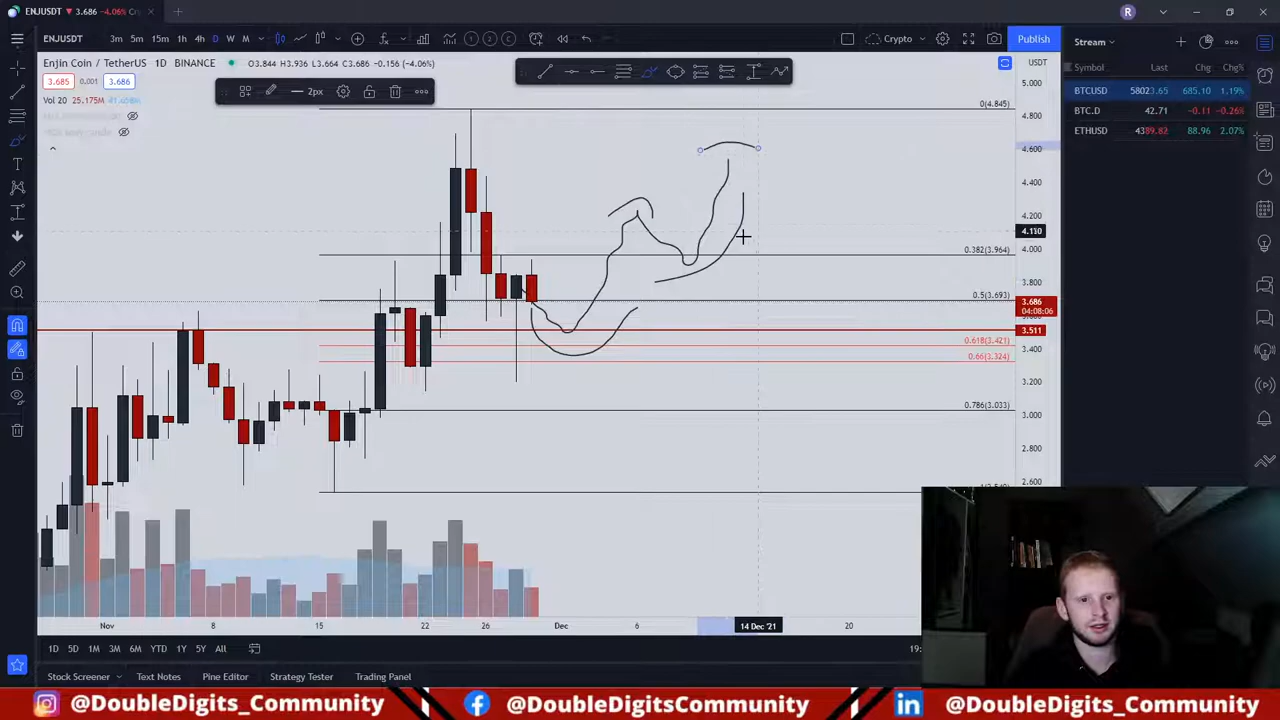 ENJUSDT 3.686 -4.06%
R
ENJUSDT 3m 5m 15m 1h 4h D W M
Crypto Publish Stream
Enjin Coin / TetherUS 1D BINANCE O3.844 H3.936 L3.664 C3.686 -0.156 (-4.06%) USDT
Symbol Last Chg Chg%
3.685 0.001 3.686 2px
5.000
BTCUSD 58023.65 685.10 1.19%
Vol 20 25.175M
0(4.845)
BTC.D 42.71 -0.11 -0.26%
4.800
ETHUSD 4389.82 88.96 2.07%
4.600
4.400
4.200
4.110
0.382(3.964) 4.000
3.800
0.5(3.693)
3.686
04:08:06
3.511
0.618(3.421) 3.400
0.66(3.324)
3.200
0.786(3.033) 3.000
2.800
2.600
Nov 8 15 22 26 Dec 6 14 Dec '21 20
1D 5D 1M 3M 6M YTD 1Y 5Y All
Stock Screener Text Notes Pine Editor Strategy Tester Trading Panel
@DoubleDigits_Community @DoubleDigitsCommunity @DoubleDigitsCommunity